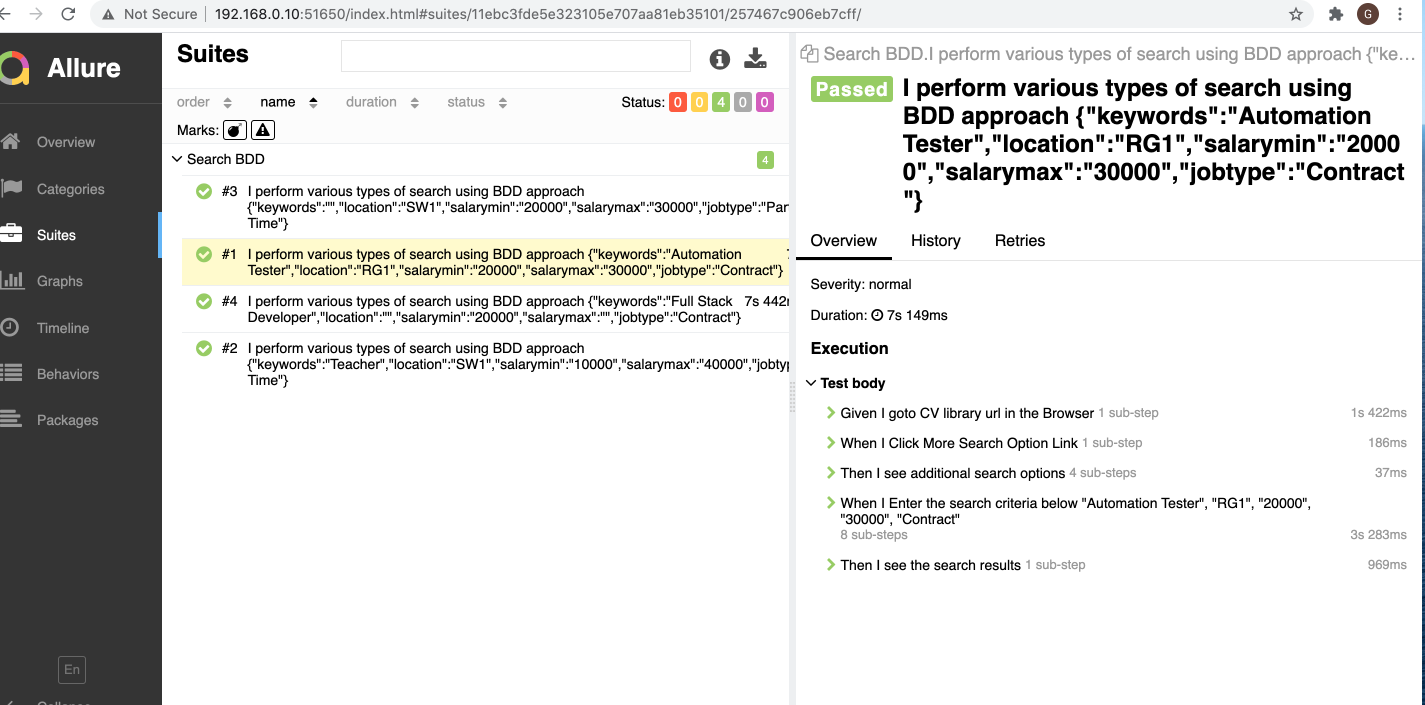 Not Secure | 192.168.0.10:51650/index.html#suites/11ebc3fde5e323105e707aa81eb35101/257467c906eb7cff/
G
Allure
Overview
Categories
Suites
Graphs
Timeline
Behaviors
Packages
En
Suites
order name duration status Status: 0 0 4 0 0
Marks:
Search BDD 4
#3 I perform various types of search using BDD approach
{"keywords":"","location":"SW1","salarymin":"20000","salarymax":"30000","jobtype":"Par
Time"}
#1 I perform various types of search using BDD approach {"keywords":"Automation
Tester","location":"RG1","salarymin":"20000","salarymax":"30000","jobtype":"Contract"}
#4 I perform various types of search using BDD approach {"keywords":"Full Stack 7s 442
Developer","location":"","salarymin":"20000","salarymax":"","jobtype":"Contract"}
#2 I perform various types of search using BDD approach
{"keywords":"Teacher","location":"SW1","salarymin":"10000","salarymax":"40000","jobty
Time"}
Search BDD.I perform various types of search using BDD approach {"ke...
Passed I perform various types of search using
BDD approach {"keywords":"Automation
Tester","location":"RG1","salarymin":"2000
0","salarymax":"30000","jobtype":"Contract
"}
Overview History Retries
Severity: normal
Duration: 7s 149ms
Execution
Test body
Given I goto CV library url in the Browser 1 sub-step 1s 422ms
When I Click More Search Option Link 1 sub-step 186ms
Then I see additional search options 4 sub-steps 37ms
When I Enter the search criteria below "Automation Tester", "RG1", "20000",
"30000", "Contract"
8 sub-steps 3s 283ms
Then I see the search results 1 sub-step 969ms